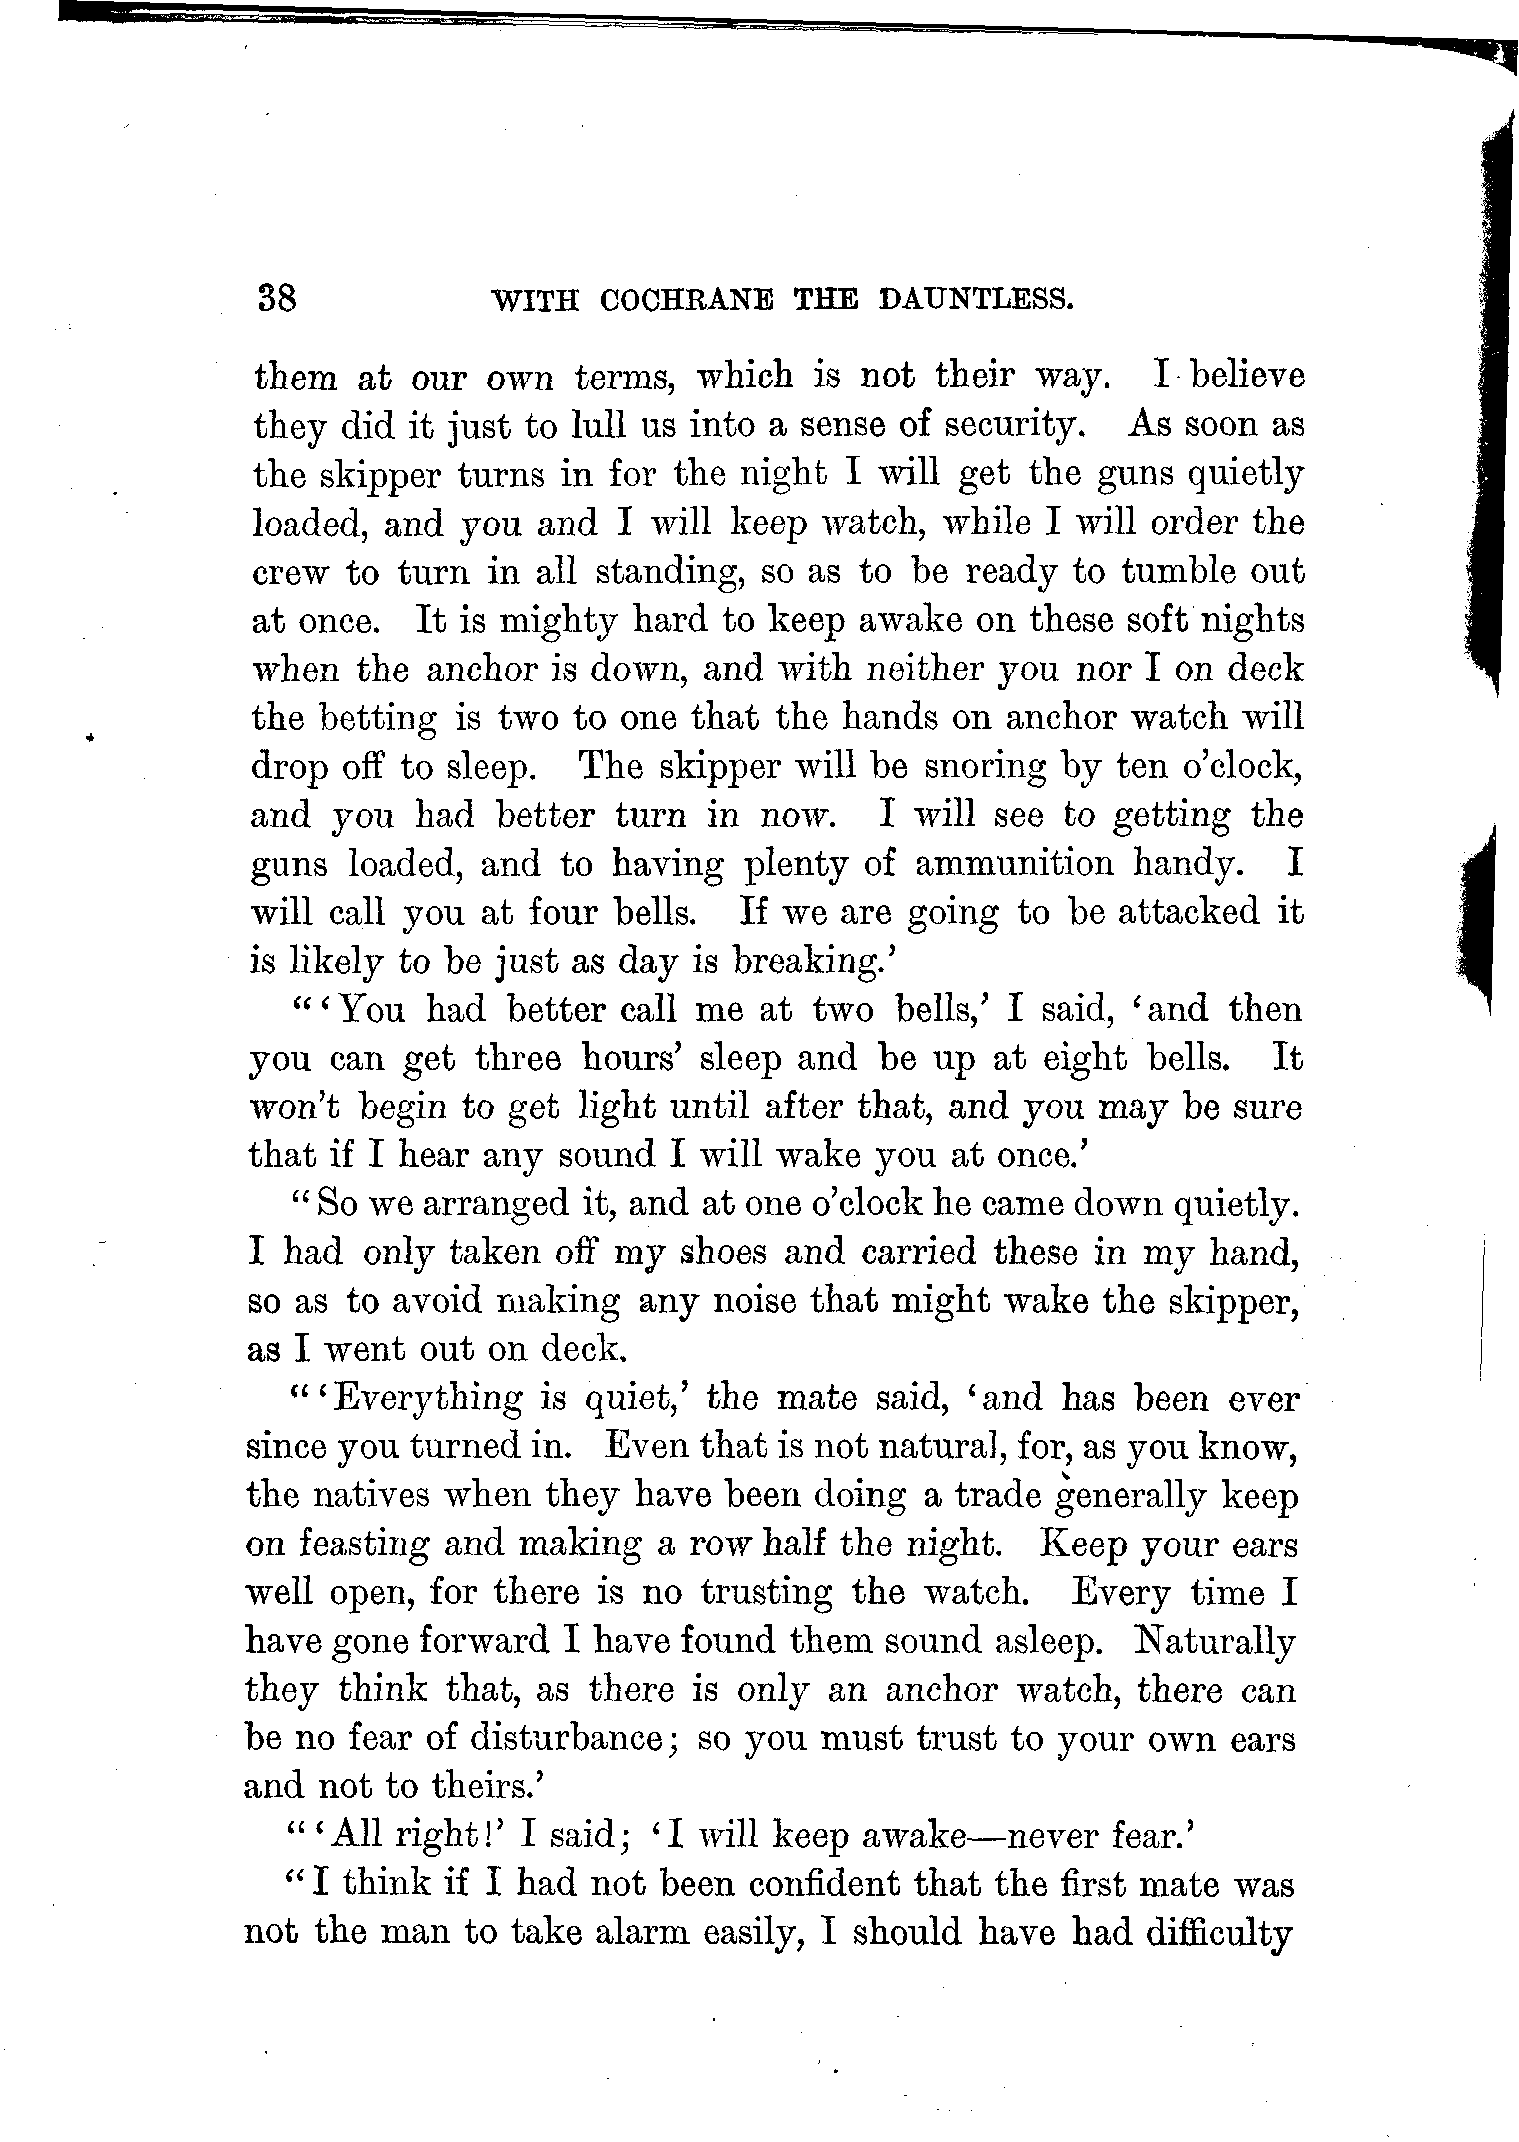 38 WITH COCHRANE THE DAUNTLESS.
them at our own terms, which is not their way. I believe
they did it just to lull us into a sense of security. As soon as
the skipper turns in for the night I will get the guns quietly
loaded, and you and I will keep watch, while I will order the
crew to turn in all standing, so as to be ready to tumble out
at once. It is mighty hard to keep awake on these soft nights
when the anchor is down, and with neither you nor I on deck
the betting is two to one that the hands on anchor watch will
drop off to sleep. The skipper will be snoring by ten o'clock,
and you had better turn in now. I will see to getting the
guns loaded, and to having plenty of ammunition handy. I
will call you at four bells. If we are going to be attacked it
is likely to be just as day is breaking.'
"'You had better call me at two bells,' I said, 'and then
you can get three hours' sleep and be up at eight bells. It
won't begin to get light until after that, and you may be sure
that if I hear any sound I will wake you at once.'
"So we arranged it, and at one o'clock he came down quietly.
I had only taken off my shoes and carried these in my hand,
so as to avoid making any noise that might wake the skipper,
as I went out on deck.
"'Everything is quiet,' the mate said, 'and has been ever
since you turned in. Even that is not natural, for, as you know,
the natives when they have been doing a trade generally keep
on feasting and making a row half the night. Keep your ears
well open, for there is no trusting the watch. Every time I
have gone forward I have found them sound asleep. Naturally
they think that, as there is only an anchor watch, there can
be no fear of disturbance; so you must trust to your own ears
and not to theirs.'
"'All right!' I said; 'I will keep awake—never fear.'
"I think if I had not been confident that the first mate was
not the man to take alarm easily, I should have had difficulty